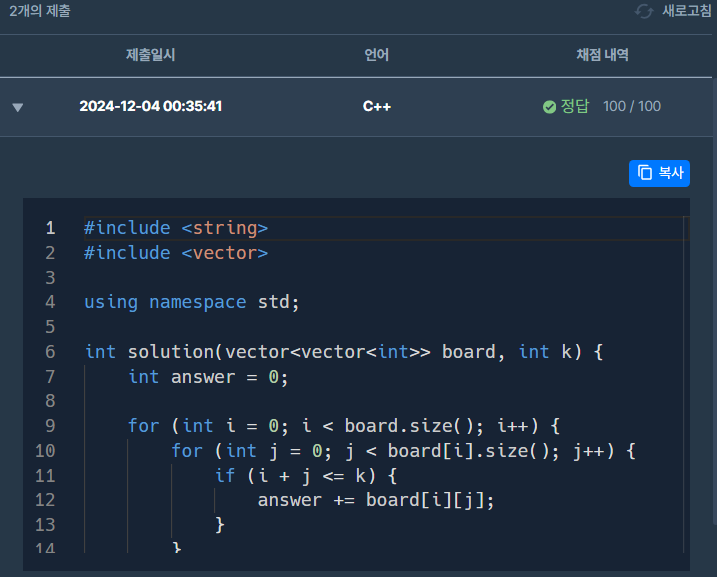 2개의 제출 새로고침
제출일시 언어 채점 내역
2024-12-04 00:35:41 C++ 정답 100 / 100
복사
1 #include <string>
2 #include <vector>
3
4 using namespace std;
5
6 int solution(vector<vector<int>> board, int k) {
7     int answer = 0;
8
9     for (int i = 0; i < board.size(); i++) {
10         for (int j = 0; j < board[i].size(); j++) {
11             if (i + j <= k) {
12                 answer += board[i][j];
13             }
14         }